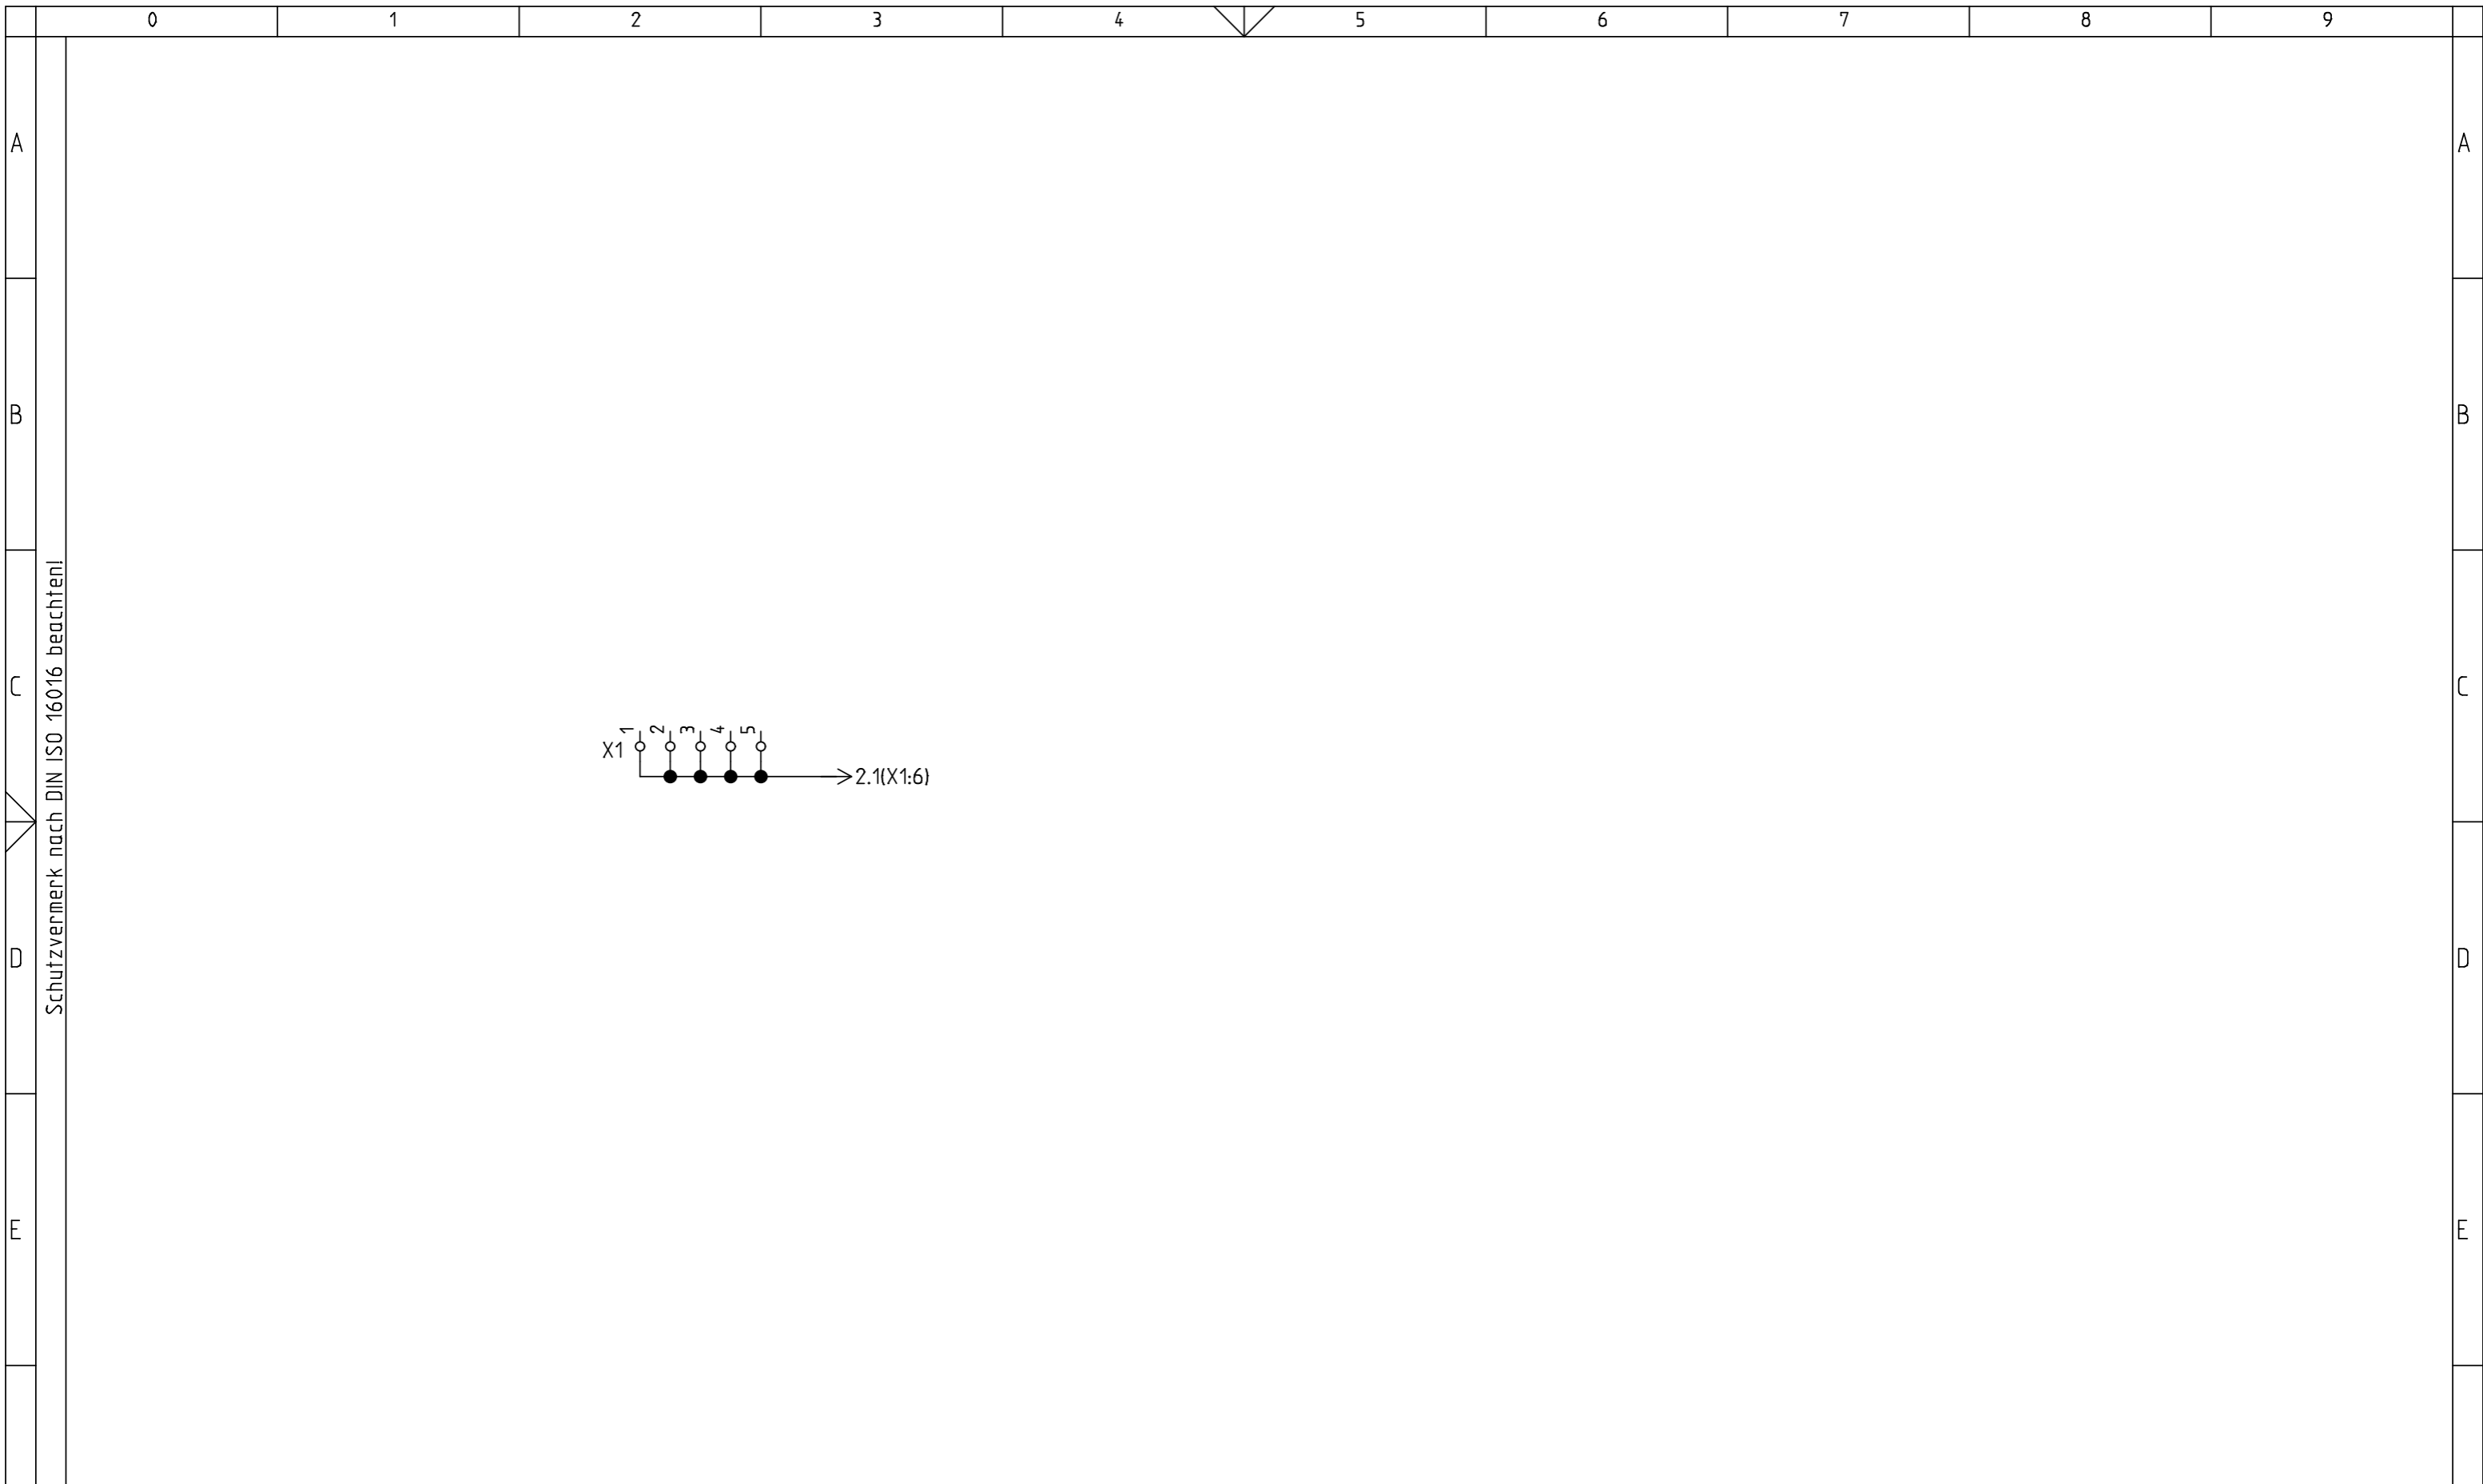 0 1 2 3 4 5 6 7 8 9
A A
B B
C C
D D
E E
Schutzvermerk nach DIN ISO 16016 beachten!
X1 1 2 3 4 5
2.1(X1:6)